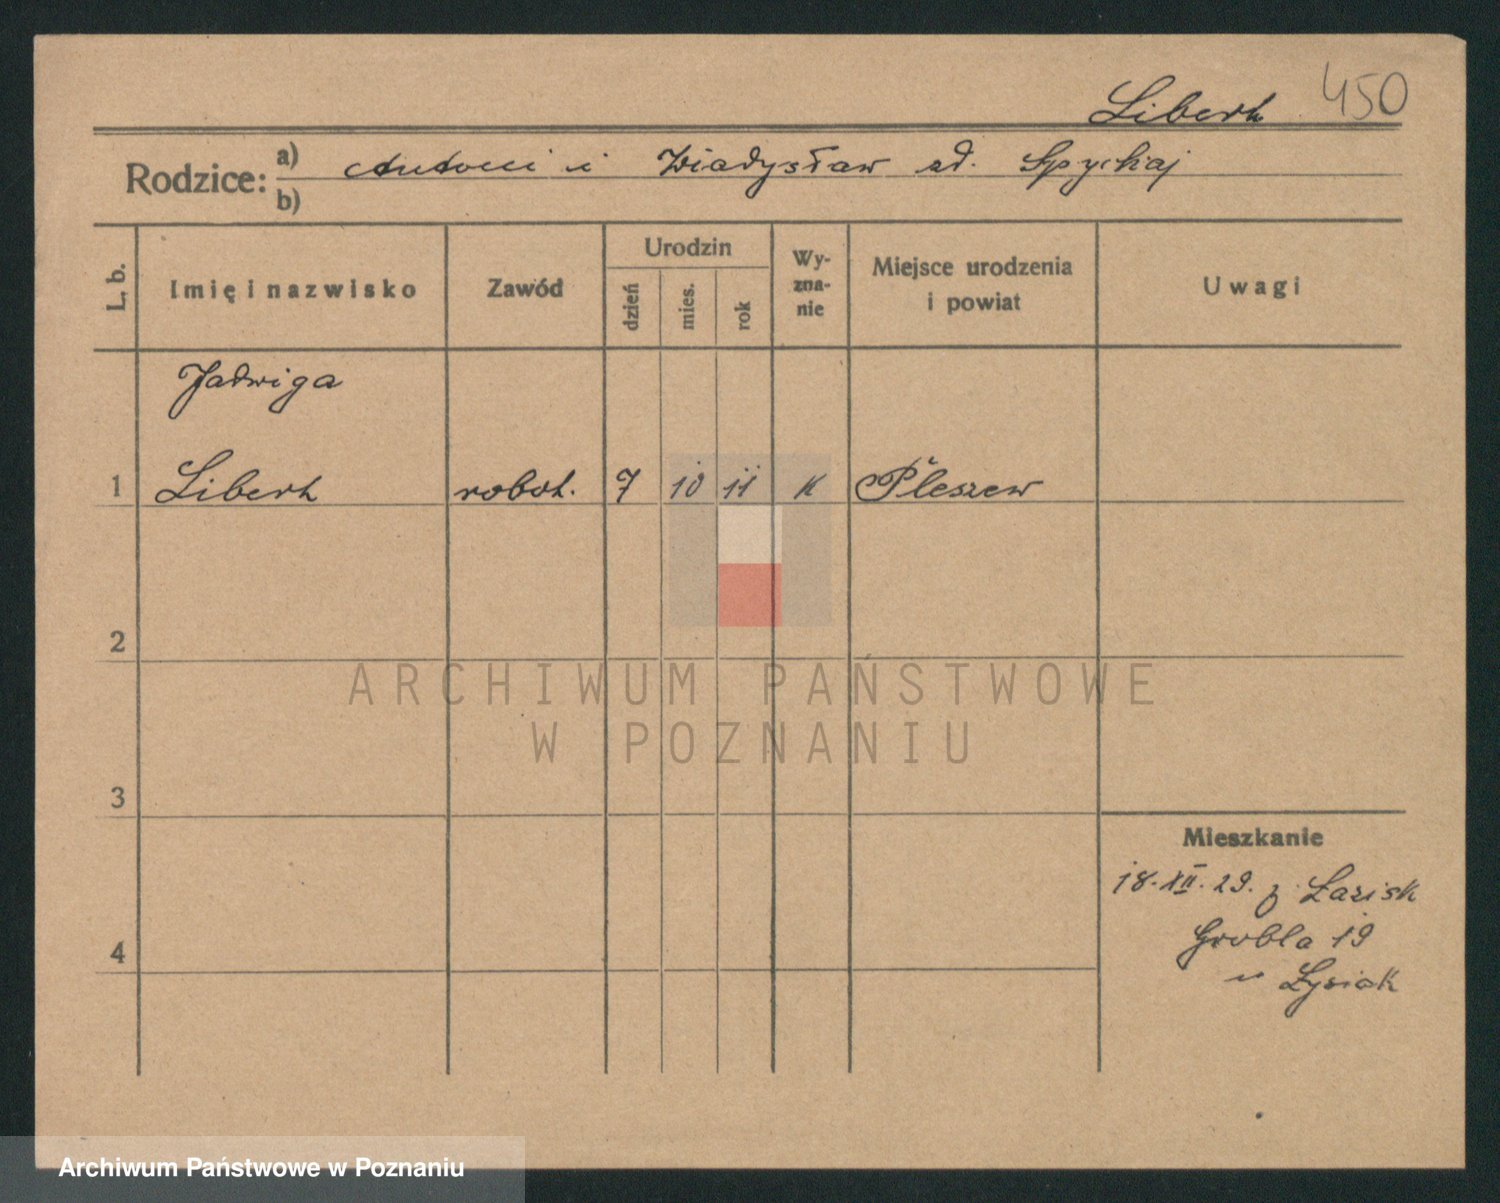 Liberk 450
Rodzice: a) Antoni i Władysław zd. Spychaj
b)
L. b. Imię i nazwisko Zawód Urodzin dzień mies. rok Wy-zna-nie Miejsce urodzenia i powiat Uwagi
Jadwiga
1 Liberk robot. 7 10 11 K Pleszew
2
ARCHIWUM PAŃSTWOWE
W POZNANIU
3
Mieszkanie
18. XII. 29. z Łazisk
Grobla 19
4
u Łysiak
Archiwum Państwowe w Poznaniu